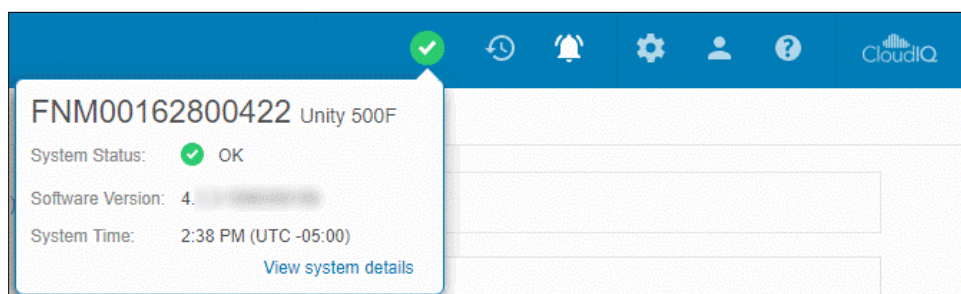 CloudIQ
FNM00162800422 Unity 500F
System Status: OK
Software Version: 4.
System Time: 2:38 PM (UTC -05:00)
View system details